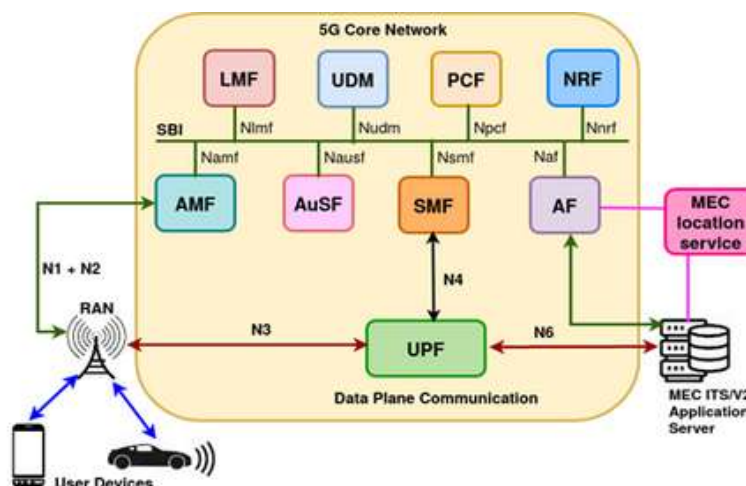 5G Core Network
LMF
UDM
PCF
NRF
SBI
Nlmf
Nudm
Npcf
Nnrf
Namf
Nausf
Nsmf
Naf
AMF
AuSF
SMF
AF
MEC
location
service
N1 + N2
N4
RAN
N3
N6
UPF
Data Plane Communication
MEC ITS/V2
Application
Server
User Devices